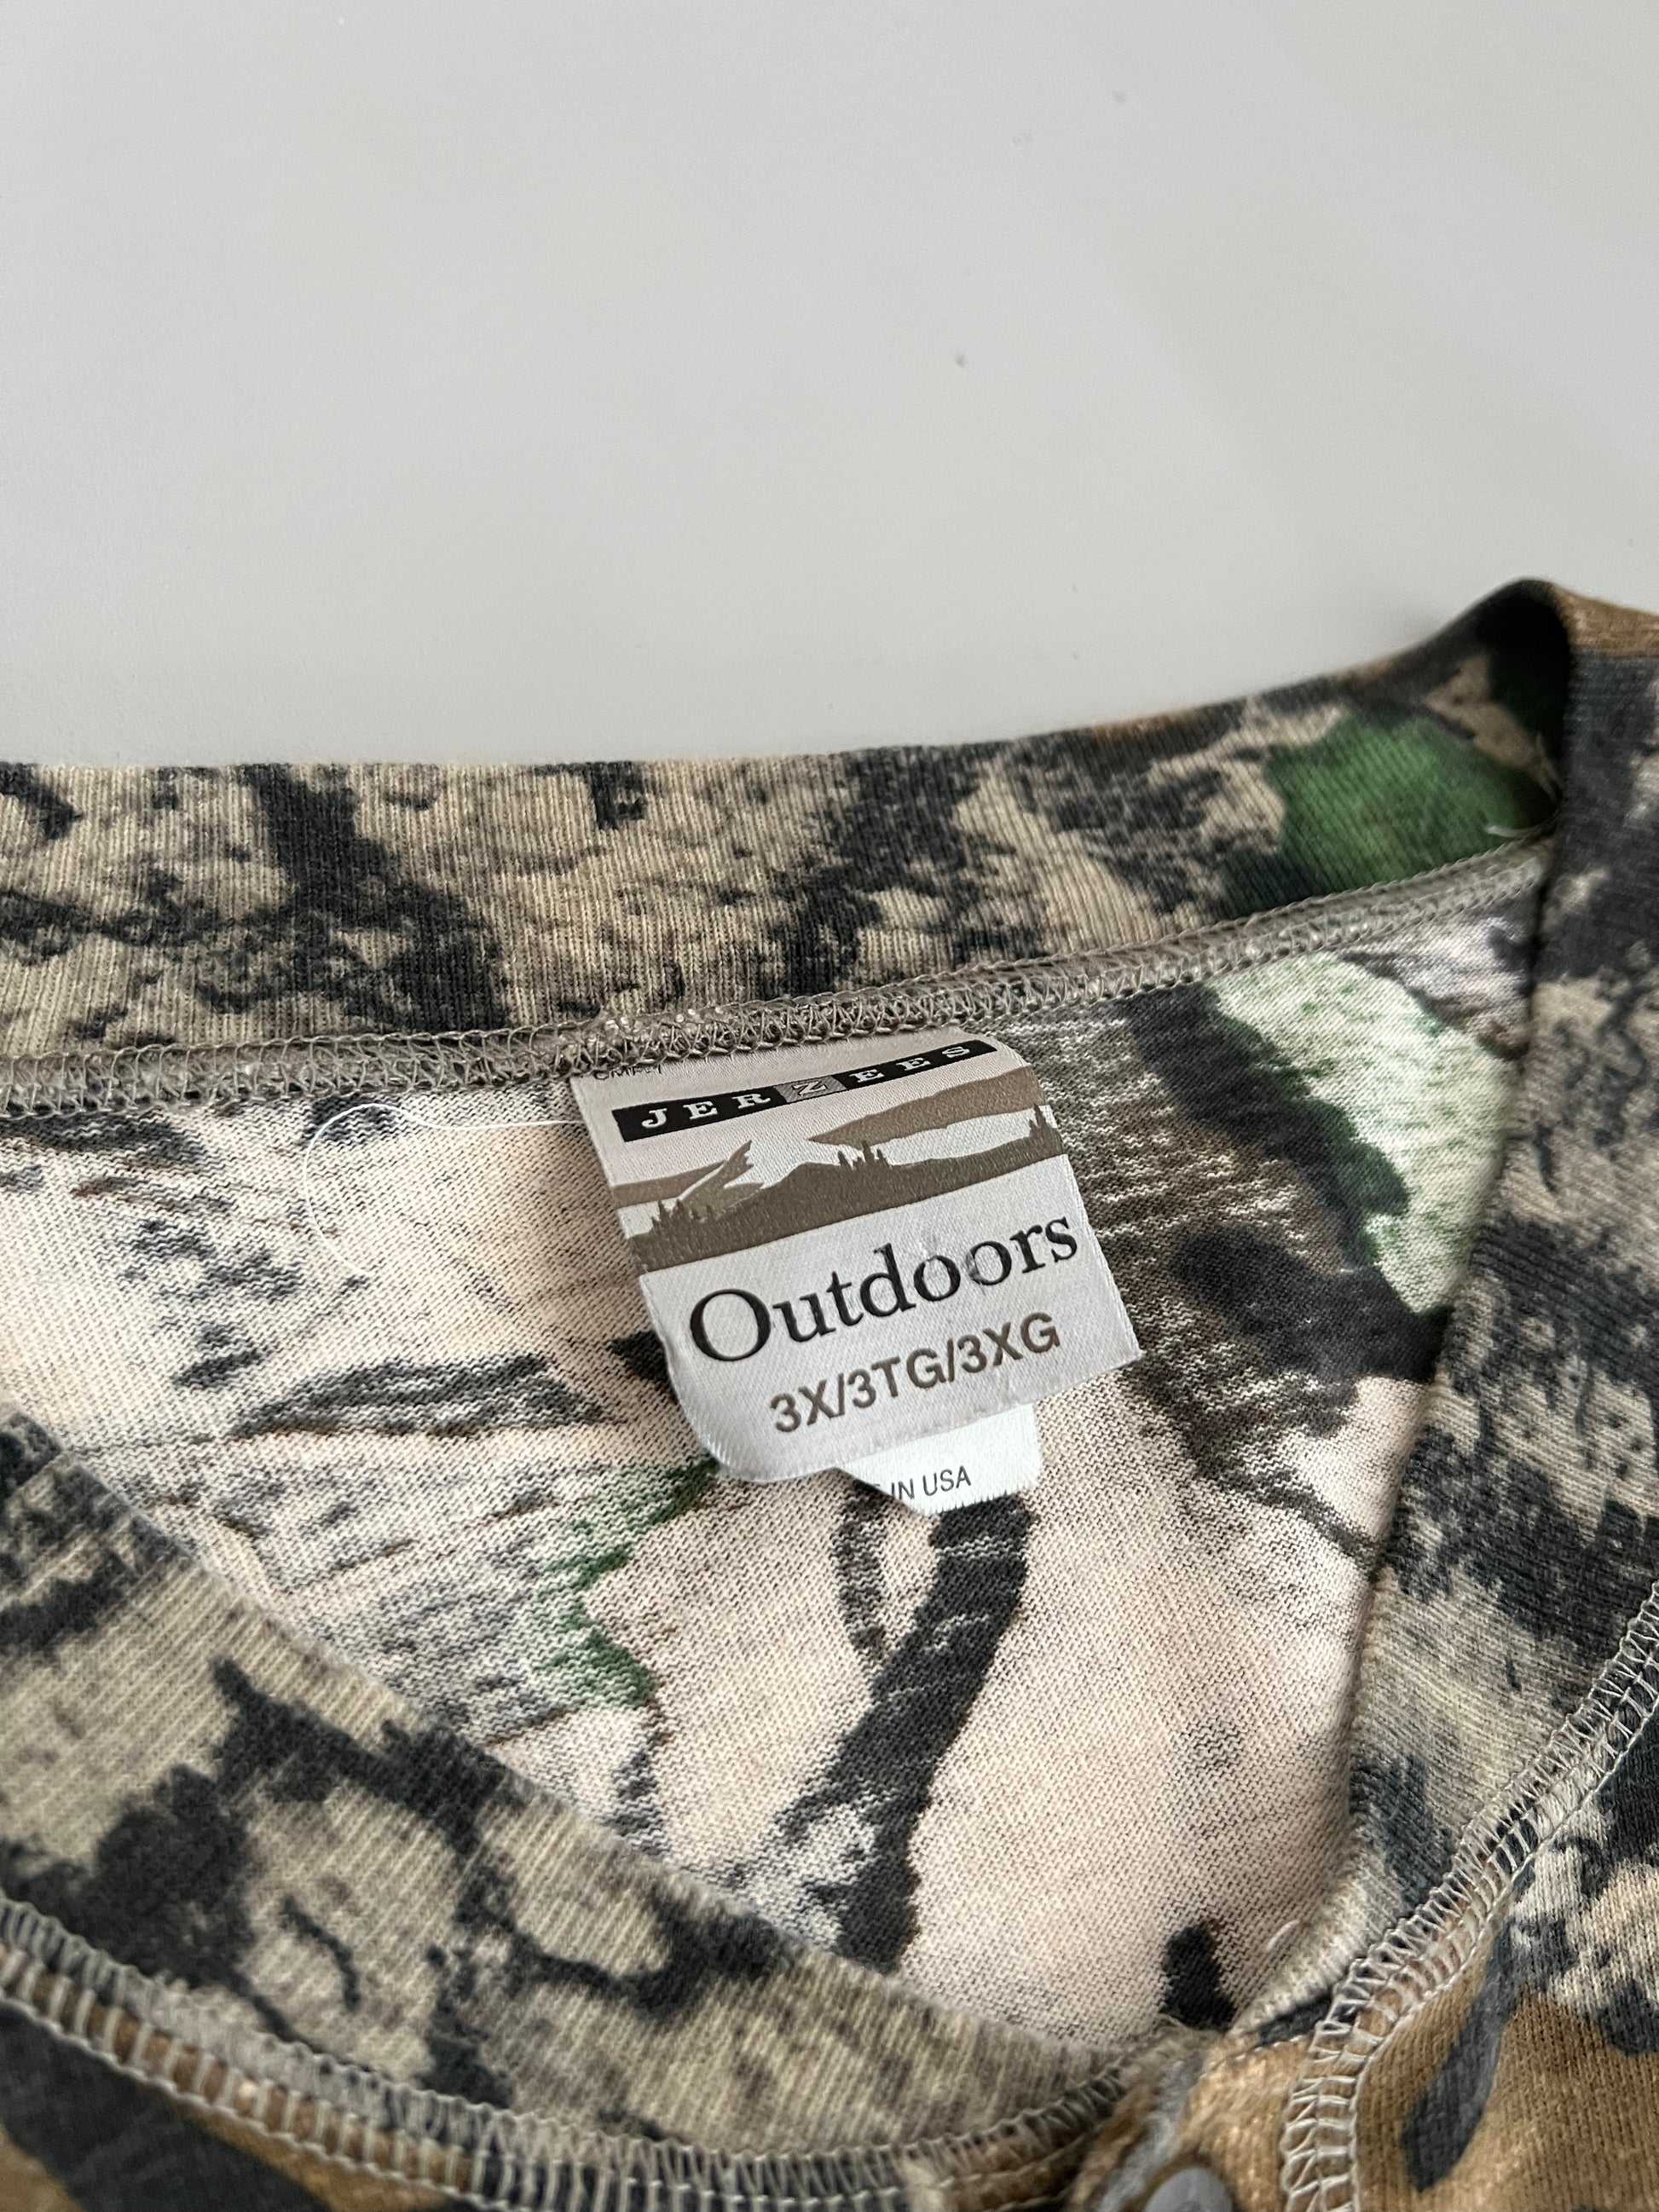 JERZEES
Outdoors
3X/3TG/3XG
IN USA